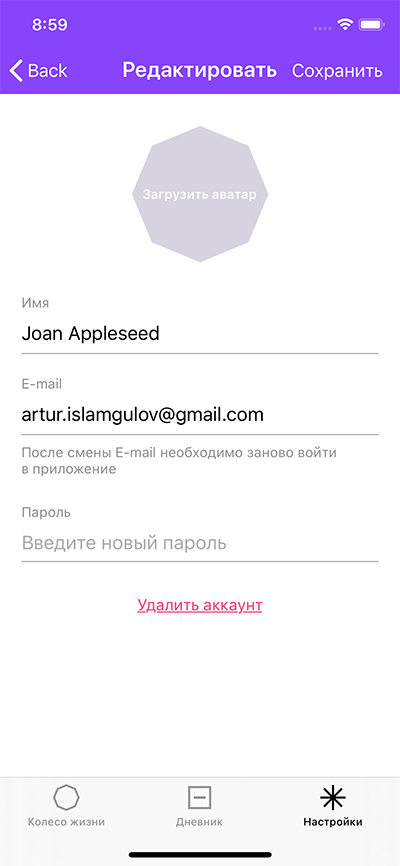 8:59
Back
Редактировать
Сохранить
Загрузить аватар
Имя
Joan Appleseed
E-mail
artur.islamgulov@gmail.com
После смены E-mail необходимо заново войти
в приложение
Пароль
Введите новый пароль
Удалить аккаунт
Колесо жизни
Дневник
Настройки